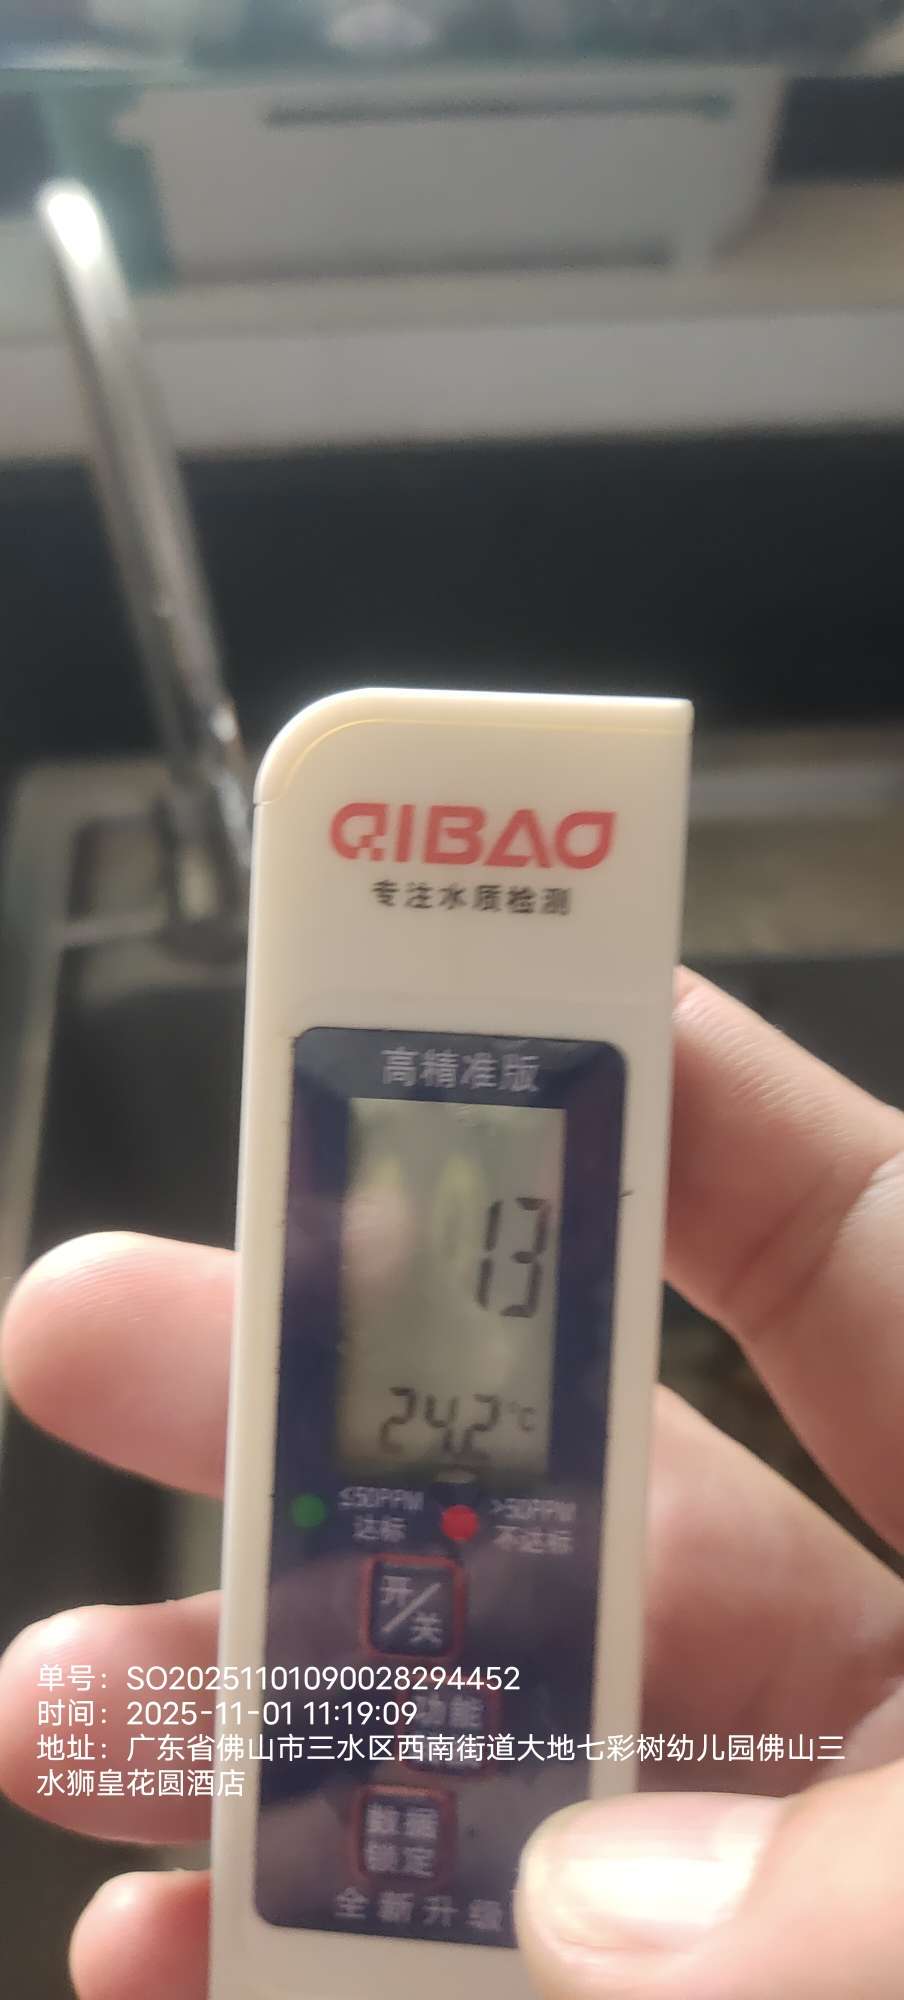 QIBAO
专注水质检测
高精准版
13
24.2°C
≤50PPM
达标
>50PPM
不达标
开/关
功能
数据
锁定
全新升级
单号：SO20251101090028294452
时间：2025-11-01 11:19:09
地址：广东省佛山市三水区西南街道大地七彩树幼儿园佛山三
水狮皇花圆酒店